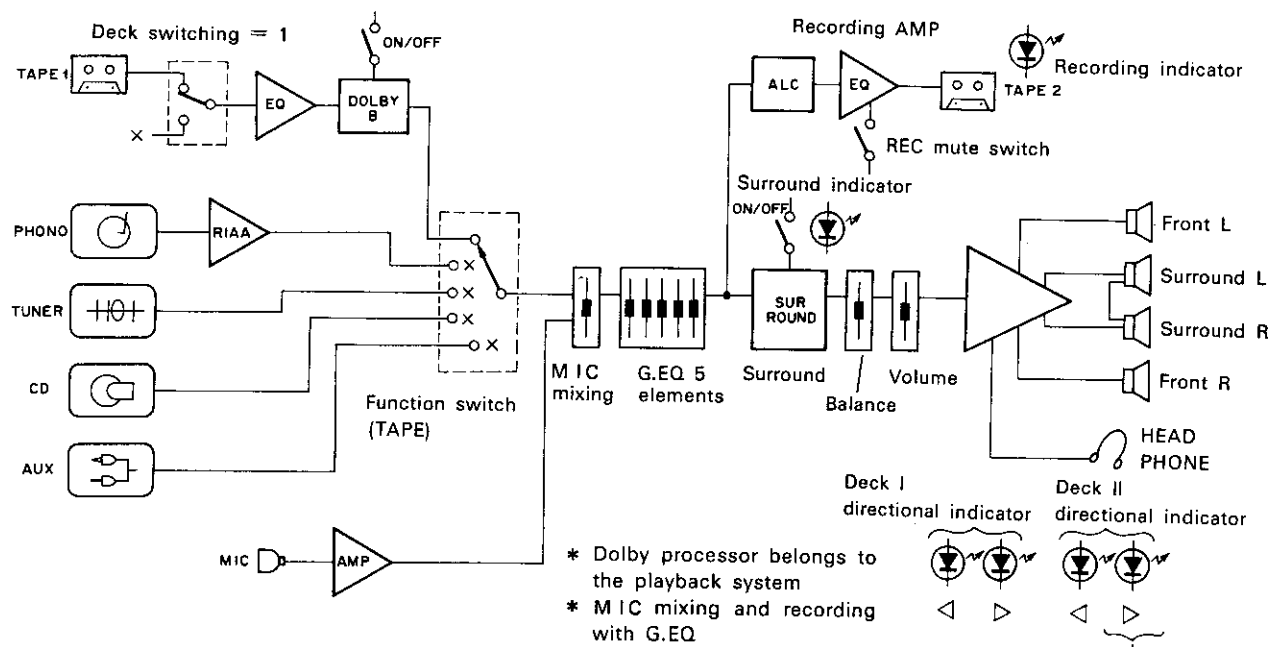 Deck switching = 1
ON/OFF
TAPE 1
EQ
DOLBY
B
×
Recording AMP
Recording indicator
ALC
EQ
TAPE 2
REC mute switch
PHONO
RIAA
TUNER
CD
AUX
×
×
×
×
Function switch
(TAPE)
MIC
AMP
MIC
mixing
G.EQ 5
elements
Surround indicator
ON/OFF
SUR
ROUND
Surround
Balance
Volume
Front L
Surround L
Surround R
Front R
HEAD
PHONE
Deck I
directional indicator
Deck II
directional indicator
* Dolby processor belongs to
the playback system
* MIC mixing and recording
with G.EQ